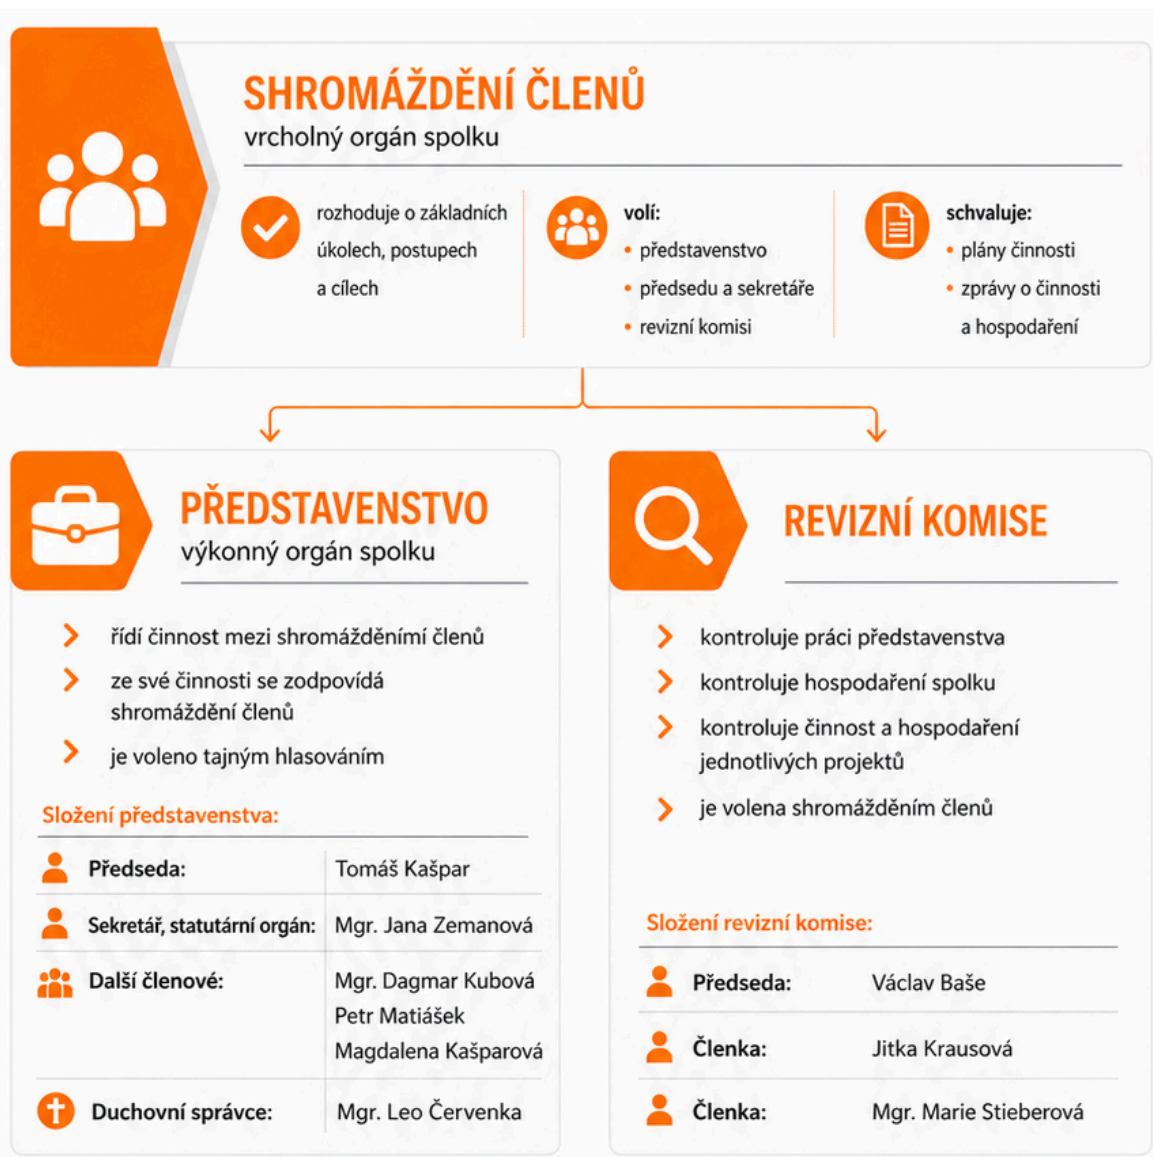 SHROMÁŽDĚNÍ ČLENŮ
vrcholný orgán spolku
rozhoduje o základních
úkolech, postupech
a cílech
volí:
• představenstvo
• předsedu a sekretáře
• revizní komisi
schvaluje:
• plány činnosti
• zprávy o činnosti
a hospodaření
PŘEDSTAVENSTVO
výkonný orgán spolku
řídí činnost mezi shromážděními členů
ze své činnosti se zodpovídá
shromáždění členů
je voleno tajným hlasováním
Složení představenstva:
Předseda: Tomáš Kašpar
Sekretář, statutární orgán: Mgr. Jana Zemanová
Další členové: Mgr. Dagmar Kubová
Petr Matiášek
Magdalena Kašparová
Duchovní správce: Mgr. Leo Červenka
REVIZNÍ KOMISE
kontroluje práci představenstva
kontroluje hospodaření spolku
kontroluje činnost a hospodaření
jednotlivých projektů
je volena shromážděním členů
Složení revizní komise:
Předseda: Václav Baše
Členka: Jitka Krausová
Členka: Mgr. Marie Stieberová